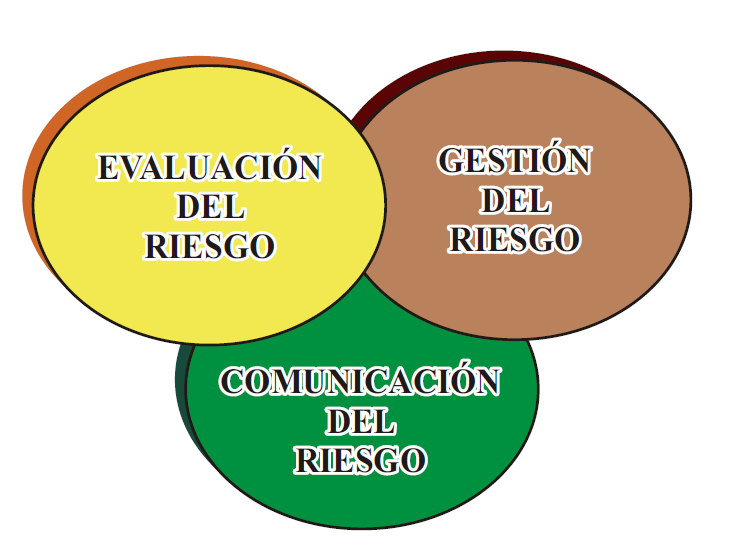 EVALUACIÓN
DEL
RIESGO
GESTIÓN
DEL
RIESGO
COMUNICACIÓN
DEL
RIESGO